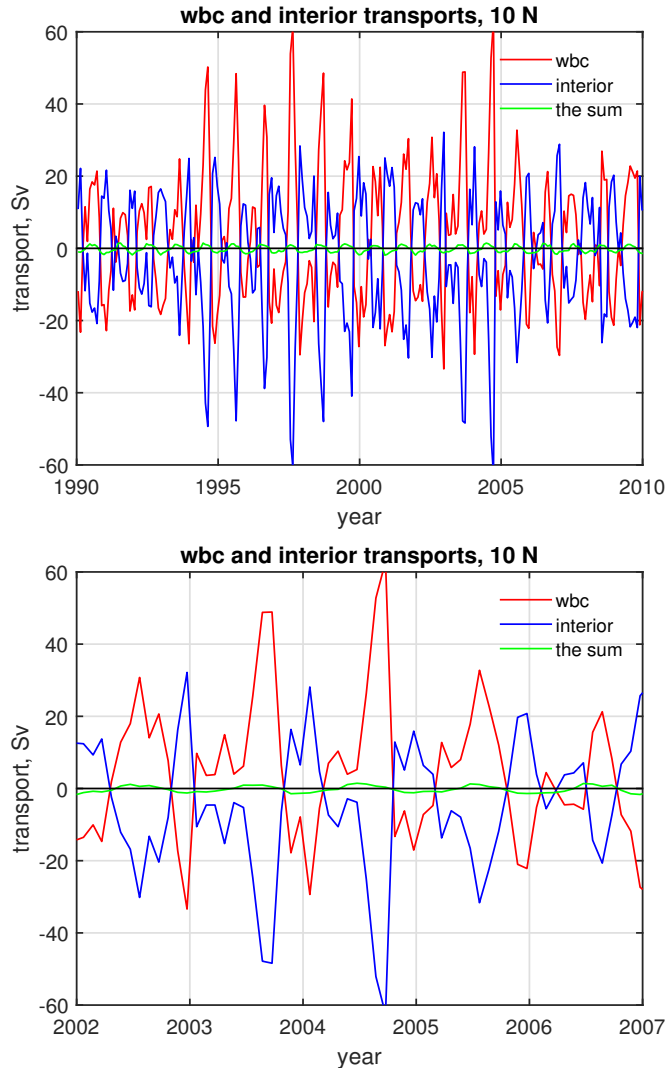 wbc and interior transports, 10 N
60
40
20
0
-20
-40
-60
transport, Sv
wbc
interior
the sum
1990
1995
2000
2005
2010
year
wbc and interior transports, 10 N
60
40
20
0
-20
-40
-60
transport, Sv
wbc
interior
the sum
2002
2003
2004
2005
2006
2007
year